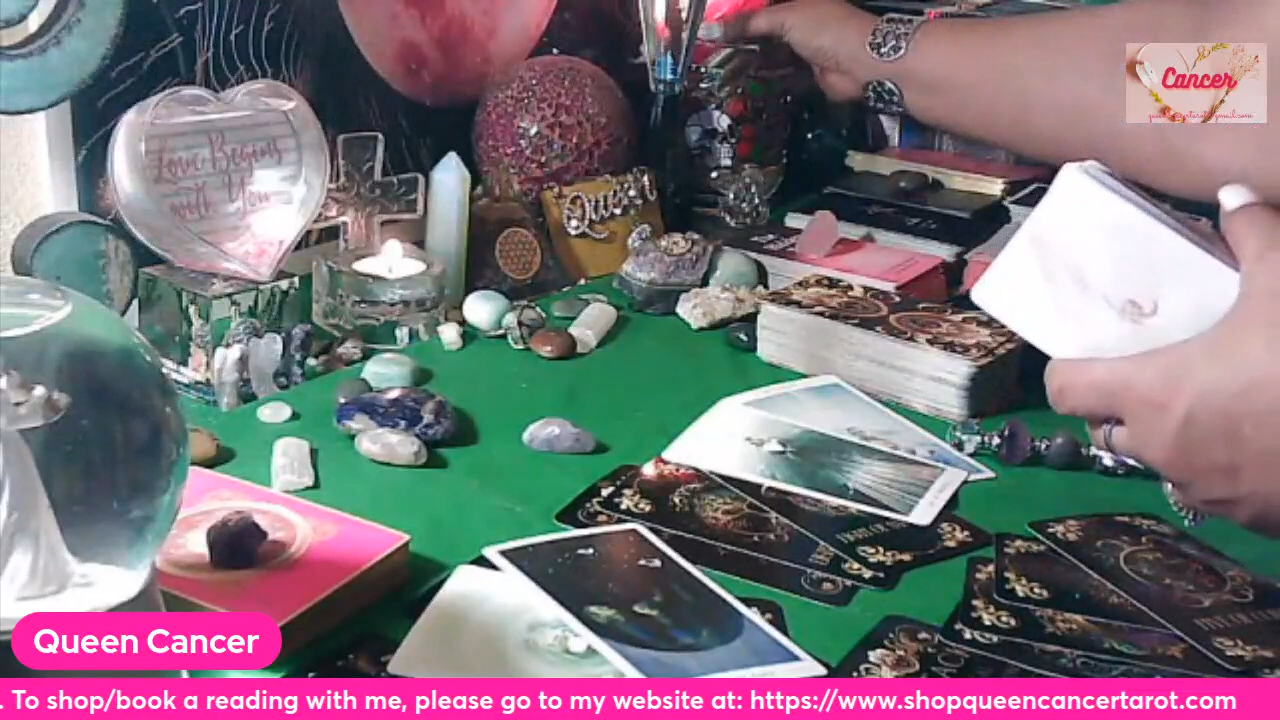 Cancer
Love Begins
with You
Queen
Queen Cancer
. To shop/book a reading with me, please go to my website at: https://www.shopqueencancertarot.com